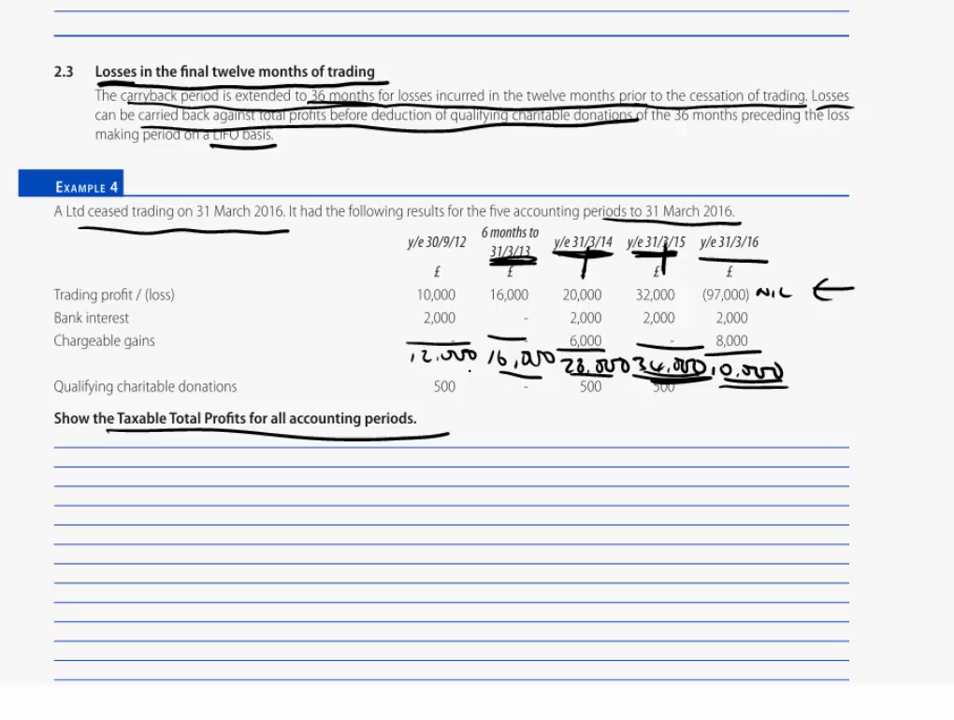 2.3 Losses in the final twelve months of trading
The carryback period is extended to 36 months for losses incurred in the twelve months prior to the cessation of trading. Losses
can be carried back against total profits before deduction of qualifying charitable donations of the 36 months preceding the loss
making period on a LIFO basis.
EXAMPLE 4
A Ltd ceased trading on 31 March 2016. It had the following results for the five accounting periods to 31 March 2016.
y/e 30/9/12 6 months to 31/3/13 y/e 31/3/14 y/e 31/3/15 y/e 31/3/16
£ £ £ £ £
Trading profit / (loss) 10,000 16,000 20,000 32,000 (97,000) NIL
Bank interest 2,000 - 2,000 2,000 2,000
Chargeable gains - - 6,000 - 8,000
12,000 16,000 28,000 34,000 10,000
Qualifying charitable donations 500 - 500 500
Show the Taxable Total Profits for all accounting periods.